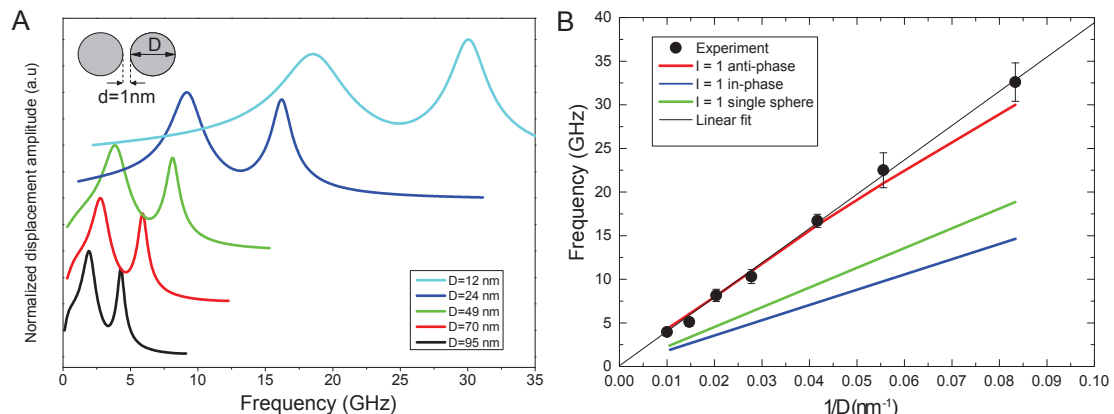 A
D
d=1nm
Normalized displacement amplitude (a.u)
D=12 nm
D=24 nm
D=49 nm
D=70 nm
D=95 nm
0 5 10 15 20 25 30 35
Frequency (GHz)
B
40
35
30
25
20
15
10
5
0
Frequency (GHz)
Experiment
l = 1 anti-phase
l = 1 in-phase
l = 1 single sphere
Linear fit
0.00 0.01 0.02 0.03 0.04 0.05 0.06 0.07 0.08 0.09 0.10
1/D(nm⁻¹)